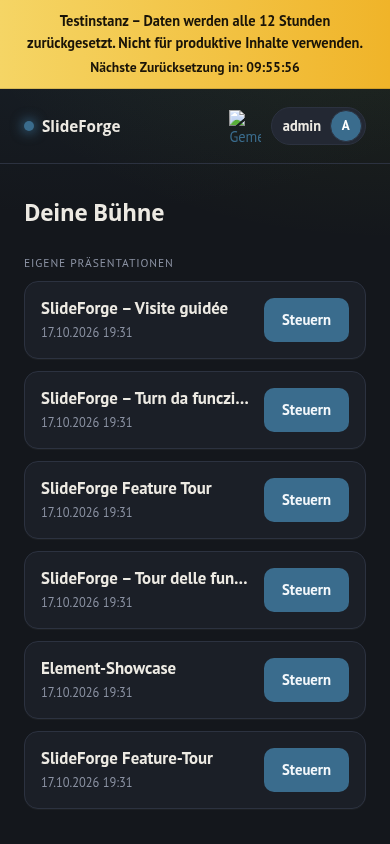 Testinstanz – Daten werden alle 12 Stunden
zurückgesetzt. Nicht für produktive Inhalte verwenden.
Nächste Zurücksetzung in: 09:55:56
SlideForge
Geme
admin
A
Deine Bühne
EIGENE PRÄSENTATIONEN
SlideForge – Visite guidée
17.10.2026 19:31
Steuern
SlideForge – Turn da funczi...
17.10.2026 19:31
Steuern
SlideForge Feature Tour
17.10.2026 19:31
Steuern
SlideForge – Tour delle fun...
17.10.2026 19:31
Steuern
Element-Showcase
17.10.2026 19:31
Steuern
SlideForge Feature-Tour
17.10.2026 19:31
Steuern